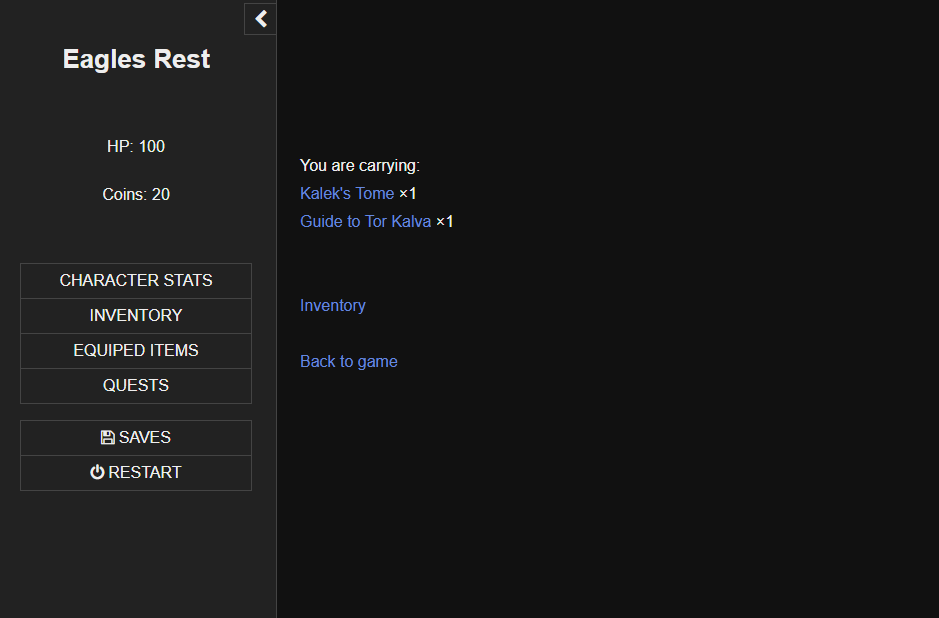 Eagles Rest
HP: 100
Coins: 20
CHARACTER STATS
INVENTORY
EQUIPED ITEMS
QUESTS
SAVES
RESTART
You are carrying:
Kalek's Tome ×1
Guide to Tor Kalva ×1
Inventory
Back to game